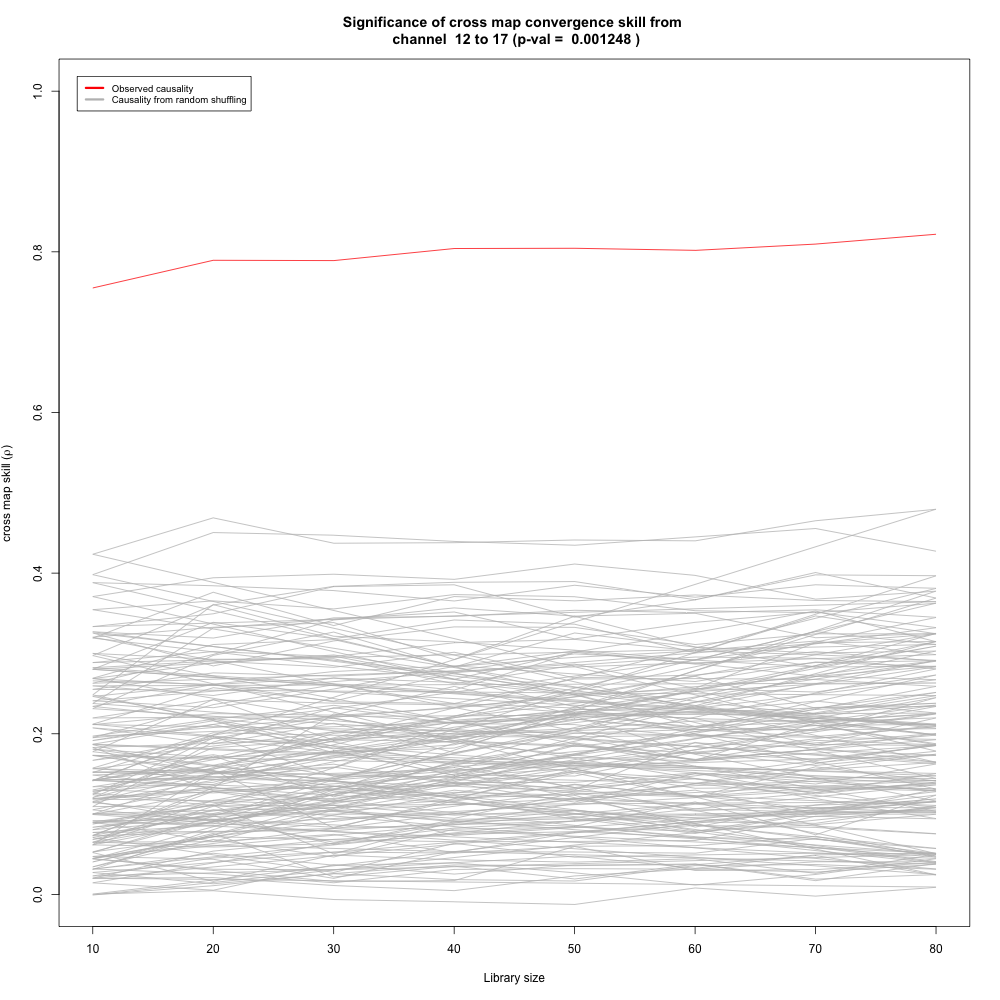 Significance of cross map convergence skill from
channel 12 to 17 (p-val = 0.001248 )
Observed causality
Causality from random shuffling
cross map skill (ρ)
1.0
0.8
0.6
0.4
0.2
0.0
10 20 30 40 50 60 70 80
Library size